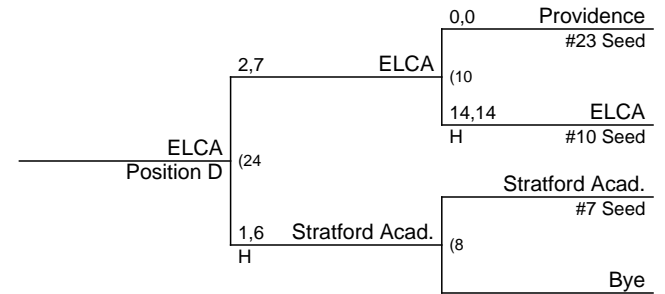 0,0 Providence
#23 Seed
2,7 ELCA
(10
14,14 ELCA
H #10 Seed
ELCA
Position D
(24
Stratford Acad.
#7 Seed
1,6 Stratford Acad.
H
(8
Bye